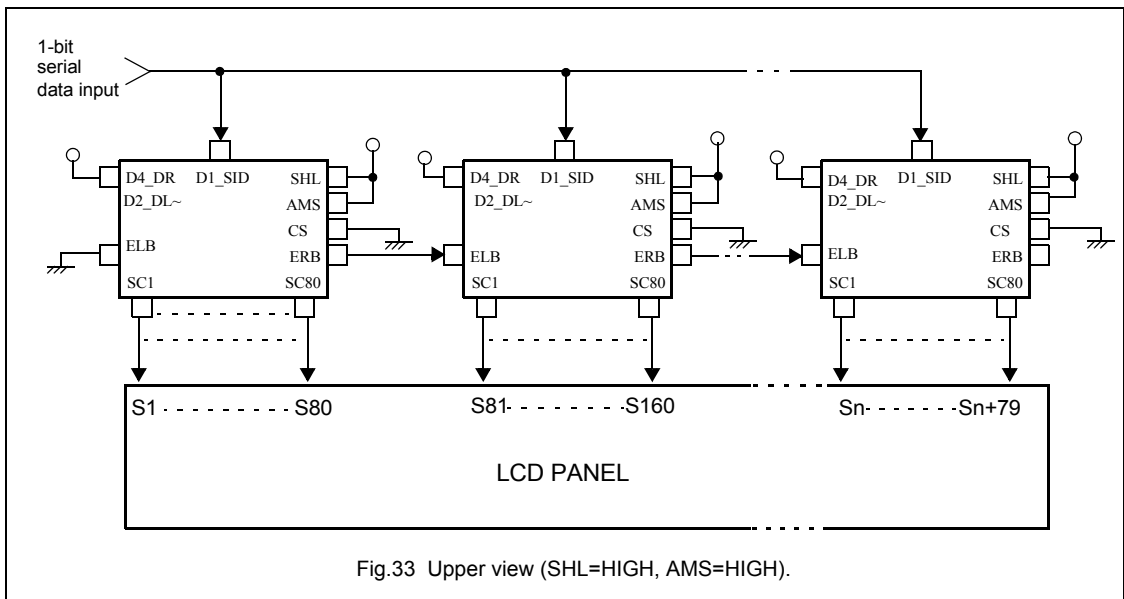 1-bit
serial
data input
D4_DR D1_SID SHL
D2_DL~ AMS
CS
ELB ERB
SC1 SC80
D4_DR D1_SID SHL
D2_DL~ AMS
CS
ELB ERB
SC1 SC80
D4_DR D1_SID SHL
D2_DL~ AMS
CS
ELB ERB
SC1 SC80
S1 S80 S81 S160 Sn Sn+79
LCD PANEL
Fig.33 Upper view (SHL=HIGH, AMS=HIGH).